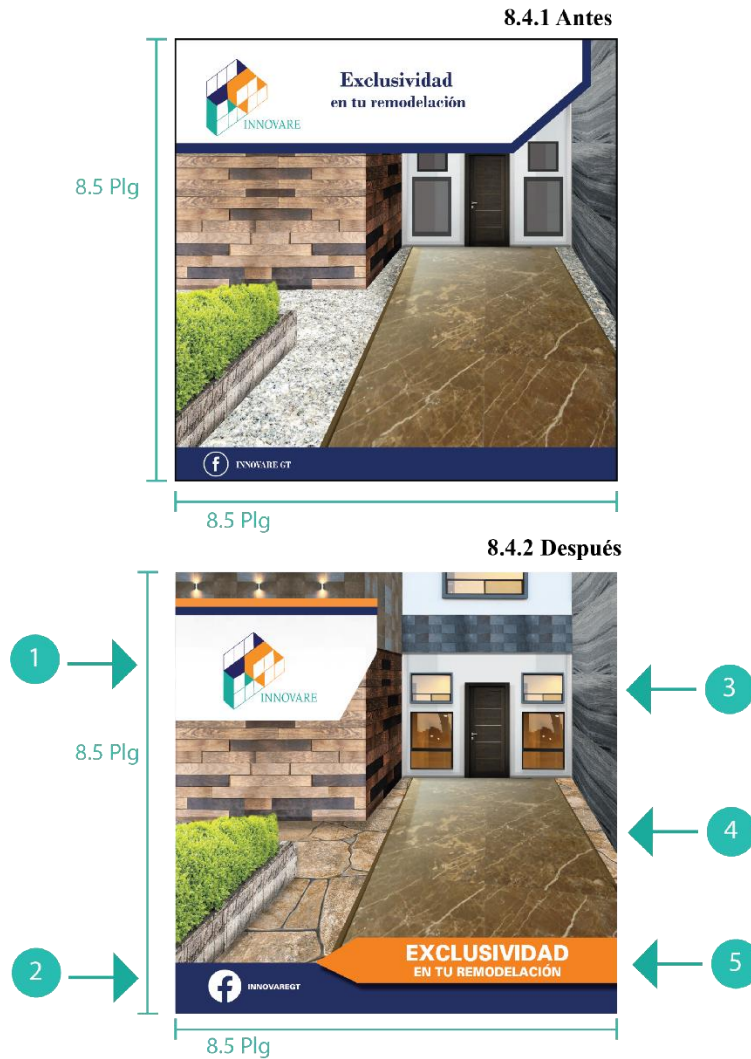 8.4.1 Antes
Exclusividad
en tu remodelación
INNOVARE
8.5 Plg
f INNOVARE GT
8.5 Plg
8.4.2 Después
1
INNOVARE
3
8.5 Plg
4
EXCLUSIVIDAD
EN TU REMODELACIÓN
5
2
f INNOVAREGT
8.5 Plg